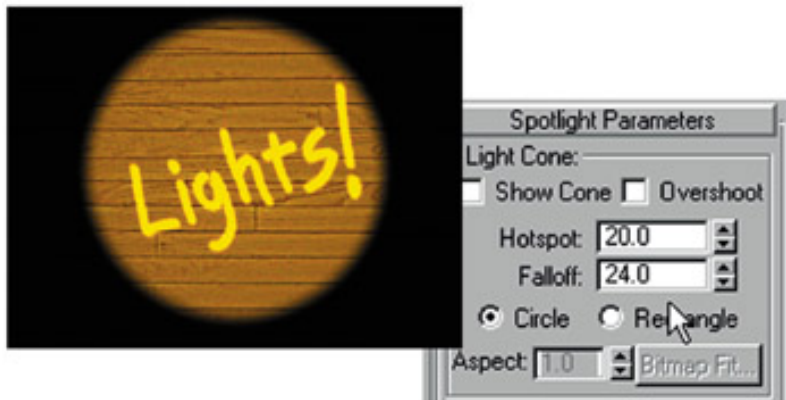 Lights!
Spotlight Parameters
Light Cone:
Show Cone Overshoot
Hotspot: 20.0
Falloff: 24.0
Circle Rectangle
Aspect: 1.0 Bitmap Fit...